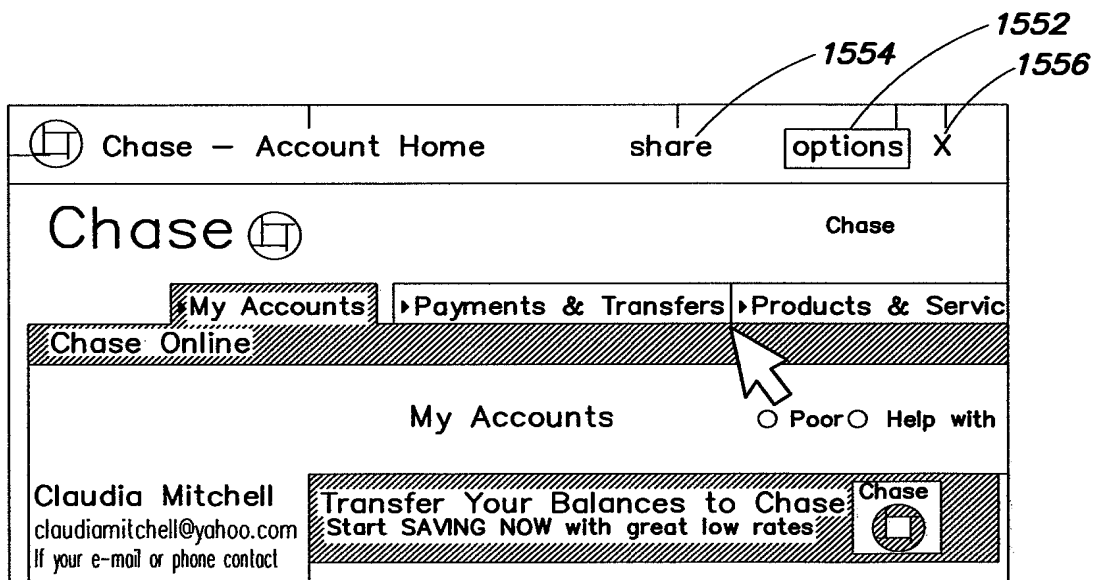 1552
1554
1556
Chase – Account Home share options X
Chase Chase
My Accounts Payments & Transfers Products & Servic
Chase Online
My Accounts Poor Help with
Claudia Mitchell
claudiamitchell@yahoo.com
If your e-mail or phone contact
Transfer Your Balances to Chase
Start SAVING NOW with great low rates
Chase